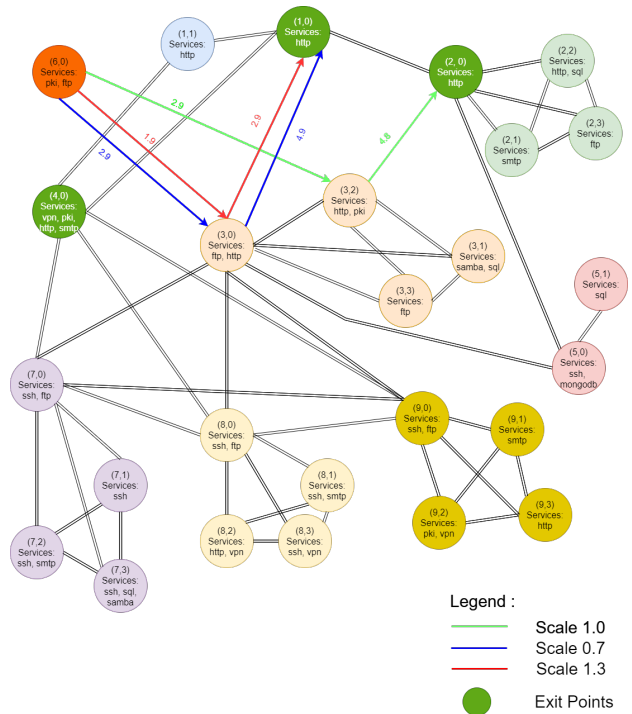 (1,0)
Services:
http
(1,1)
Services:
http
(6,0)
Services:
pki, ftp
(2, 0)
Services:
http
(2,2)
Services:
http, sql
(2,3)
Services:
ftp
(2,1)
Services:
smtp
2.9
1.9
2.9
2.9
4.9
4.8
(4,0)
Services:
vpn, pki,
http, smtp
(3,2)
Services:
http, pki
(3,0)
Services:
ftp, http
(3,1)
Services:
samba, sql
(3,3)
Services:
ftp
(5,1)
Services:
sql
(5,0)
Services:
ssh,
mongodb
(7,0)
Services:
ssh, ftp
(8,0)
Services:
ssh, ftp
(9,0)
Services:
ssh, ftp
(9,1)
Services:
smtp
(7,1)
Services:
ssh
(8,1)
Services:
ssh, smtp
(7,2)
Services:
ssh, smtp
(7,3)
Services:
ssh, sql,
samba
(8,2)
Services:
http, vpn
(8,3)
Services:
ssh, vpn
(9,2)
Services:
pki, vpn
(9,3)
Services:
http
Legend :
Scale 1.0
Scale 0.7
Scale 1.3
Exit Points